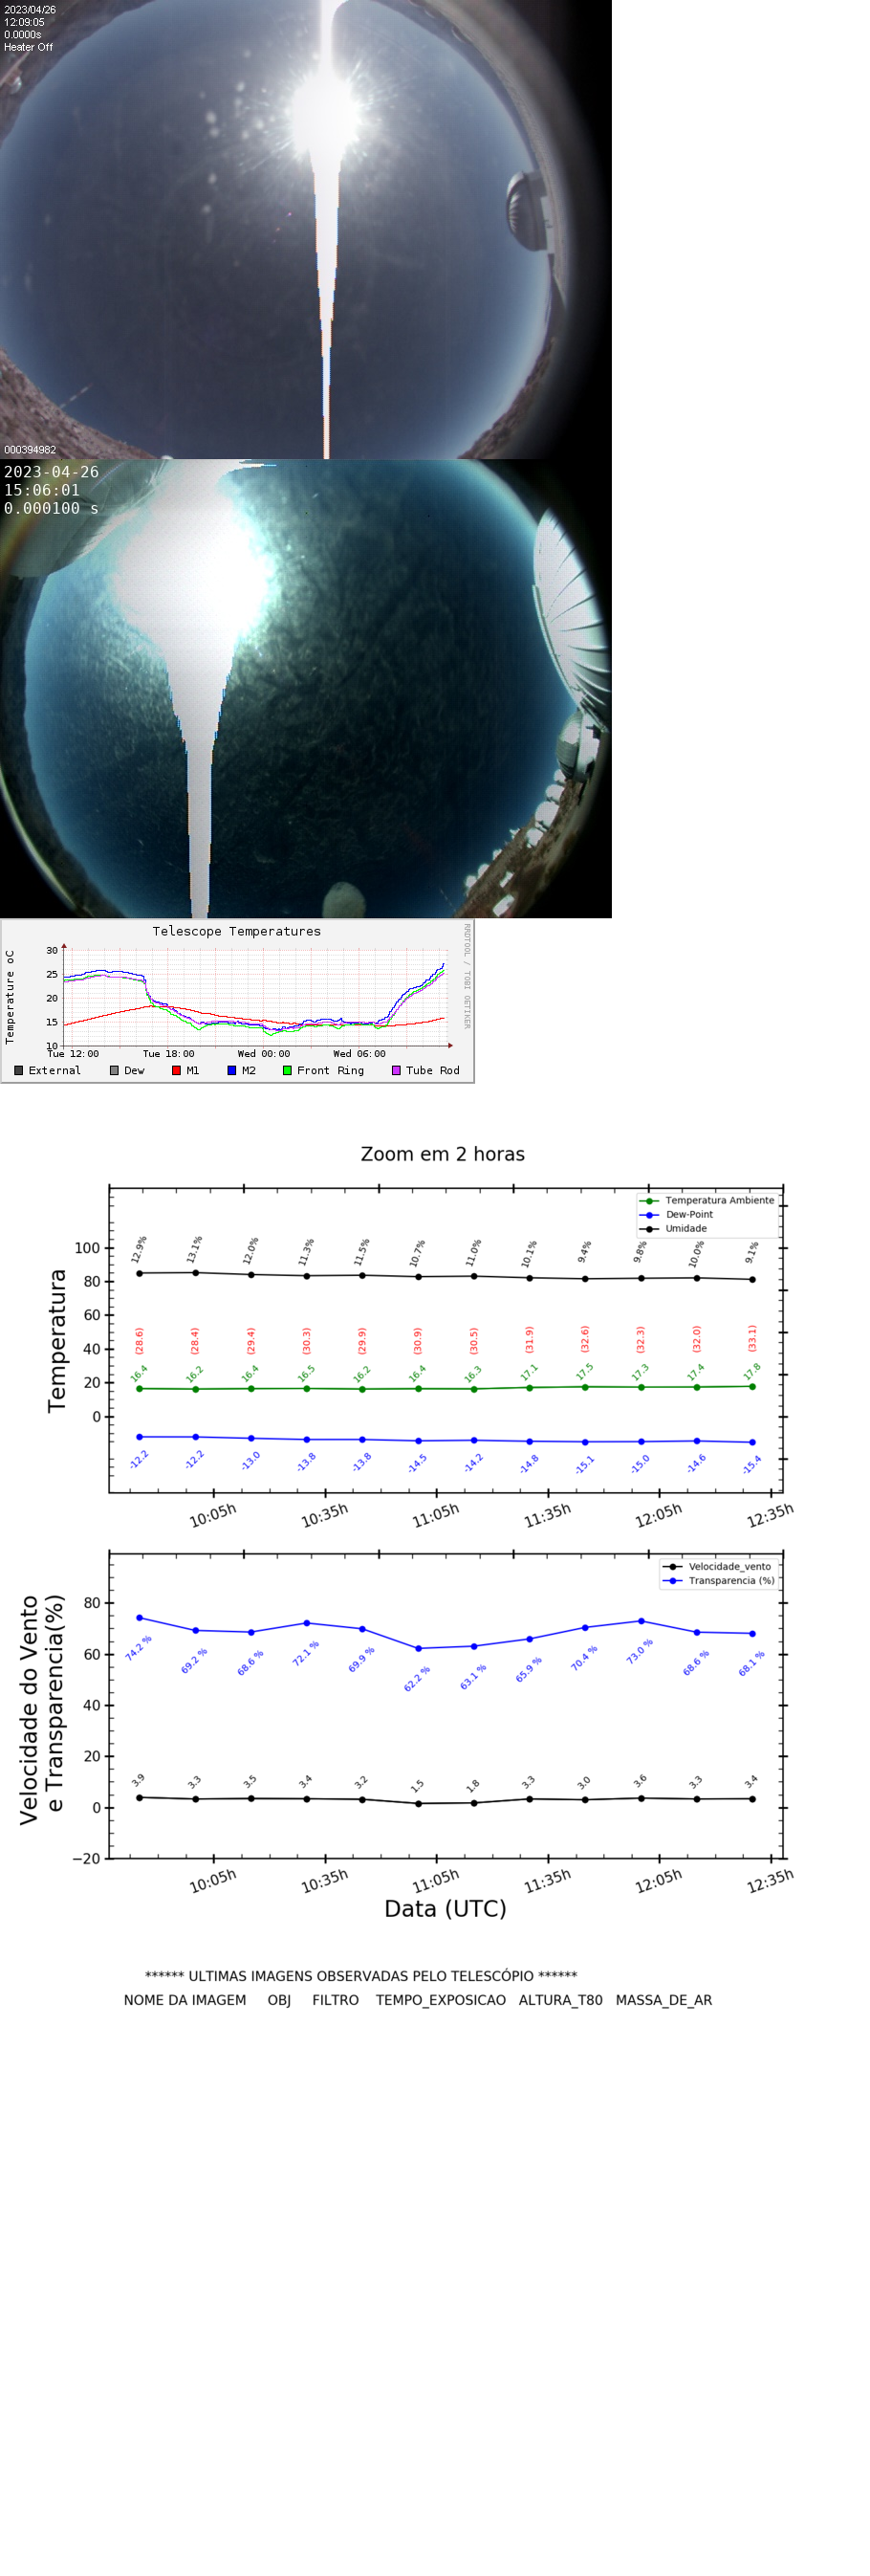 2023/04/26
12:09:05
0.0000s
Heater Off
000394982
2023-04-26
15:06:01
0.000100 s
Telescope Temperatures
RRDTOOL / TOBI OETIKER
Temperature oC
30
25
20
15
10
Tue 12:00 Tue 18:00 Wed 00:00 Wed 06:00
External Dew M1 M2 Front Ring Tube Rod
Zoom em 2 horas
Temperatura Ambiente
Dew-Point
Umidade
Temperatura
100
80
60
40
20
0
12.9% 13.1% 12.0% 11.3% 11.5% 10.7% 11.0% 10.1% 9.4% 9.8% 10.0% 9.1%
(28.6) (28.4) (29.4) (30.3) (29.9) (30.9) (30.5) (31.9) (32.6) (32.3) (32.0) (33.1)
16.4 16.2 16.4 16.5 16.2 16.4 16.3 17.1 17.5 17.3 17.4 17.8
-12.2 -12.2 -13.0 -13.8 -13.8 -14.5 -14.2 -14.8 -15.1 -15.0 -14.6 -15.4
10:05h 10:35h 11:05h 11:35h 12:05h 12:35h
Velocidade_vento
Transparencia (%)
Velocidade do Vento
e Transparencia(%)
80
60
40
20
0
−20
74.2 % 69.2 % 68.6 % 72.1 % 69.9 % 62.2 % 63.1 % 65.9 % 70.4 % 73.0 % 68.6 % 68.1 %
3.9 3.3 3.5 3.4 3.2 1.5 1.8 3.3 3.0 3.6 3.3 3.4
10:05h 10:35h 11:05h 11:35h 12:05h 12:35h
Data (UTC)
****** ULTIMAS IMAGENS OBSERVADAS PELO TELESCÓPIO ******
NOME DA IMAGEM OBJ FILTRO TEMPO_EXPOSICAO ALTURA_T80 MASSA_DE_AR